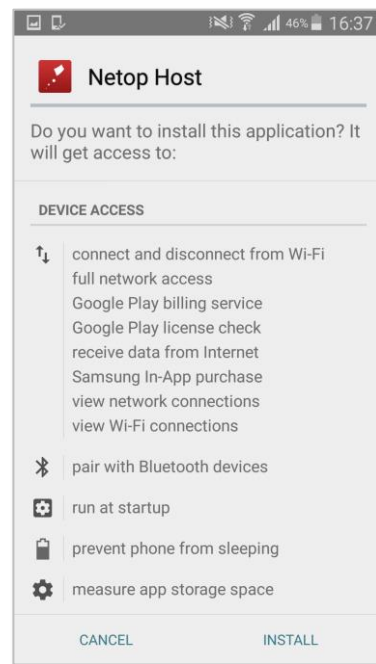 46% 16:37
Netop Host
Do you want to install this application? It
will get access to:
DEVICE ACCESS
connect and disconnect from Wi-Fi
full network access
Google Play billing service
Google Play license check
receive data from Internet
Samsung In-App purchase
view network connections
view Wi-Fi connections
pair with Bluetooth devices
run at startup
prevent phone from sleeping
measure app storage space
CANCEL INSTALL